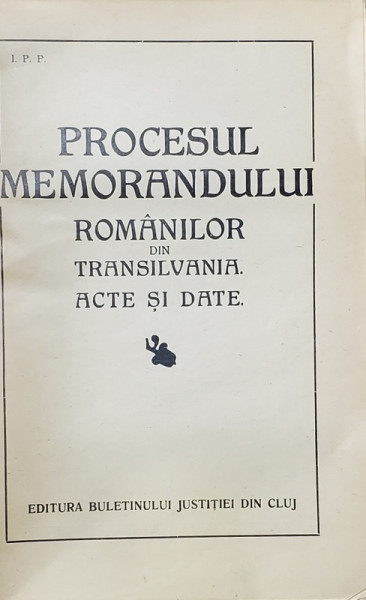 I. P. P.
PROCESUL
MEMORANDULUI
ROMÂNILOR
DIN
TRANSILVANIA.
ACTE ȘI DATE.
EDITURA BULETINULUI JUSTIȚIEI DIN CLUJ